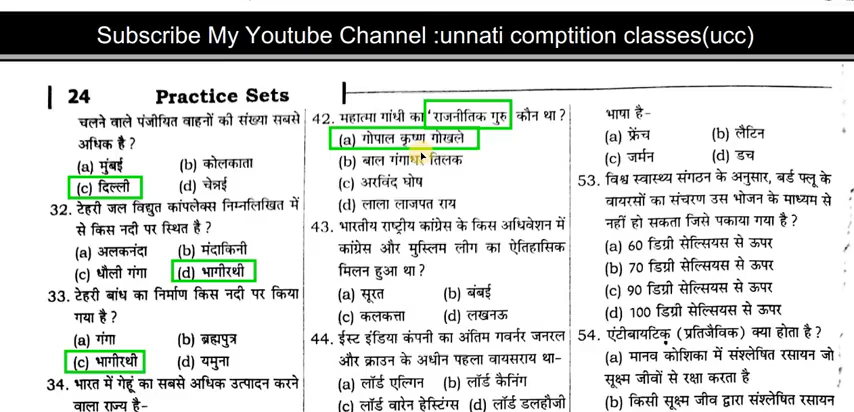 Subscribe My Youtube Channel :unnati comptition classes(ucc)
24 Practice Sets
चलने वाले पंजीयित वाहनों की संख्या सबसे
अधिक है ?
(a) मुंबई (b) कोलकाता
(c) दिल्ली (d) चेन्नई
32. टेहरी जल विद्युत कांपलेक्स निम्नलिखित में
से किस नदी पर स्थित है ?
(a) अलकनंदा (b) मंदाकिनी
(c) धौली गंगा (d) भागीरथी
33. टेहरी बांध का निर्माण किस नदी पर किया
गया है ?
(a) गंगा (b) ब्रह्मपुत्र
(c) भागीरथी (d) यमुना
34. भारत में गेहूं का सबसे अधिक उत्पादन करने
वाला राज्य है-
42. महात्मा गांधी का 'राजनीतिक गुरु कौन था ?
(a) गोपाल कृष्ण गोखले
(b) बाल गंगाधर तिलक
(c) अरविंद घोष
(d) लाला लाजपत राय
43. भारतीय राष्ट्रीय कांग्रेस के किस अधिवेशन में
कांग्रेस और मुस्लिम लीग का ऐतिहासिक
मिलन हुआ था ?
(a) सूरत (b) बंबई
(c) कलकत्ता (d) लखनऊ
44. ईस्ट इंडिया कंपनी का अंतिम गवर्नर जनरल
और क्राउन के अधीन पहला वायसराय था-
(a) लॉर्ड एल्गिन (b) लॉर्ड कैनिंग
(c) लॉर्ड वारेन हेस्टिंग्स (d) लॉर्ड डलहौजी
भाषा है-
(a) फ्रेंच (b) लैटिन
(c) जर्मन (d) डच
53. विश्व स्वास्थ्य संगठन के अनुसार, बर्ड फ्लू के
वायरसों का संचरण उस भोजन के माध्यम से
नहीं हो सकता जिसे पकाया गया है ?
(a) 60 डिग्री सेल्सियस से ऊपर
(b) 70 डिग्री सेल्सियस से ऊपर
(c) 90 डिग्री सेल्सियस से ऊपर
(d) 100 डिग्री सेल्सियस से ऊपर
54. एंटीबायटिक् (प्रतिजैविक) क्या होता है ?
(a) मानव कोशिका में संश्लेषित रसायन जो
सूक्ष्म जीवों से रक्षा करता है
(b) किसी सूक्ष्म जीव द्वारा संश्लेषित रसायन